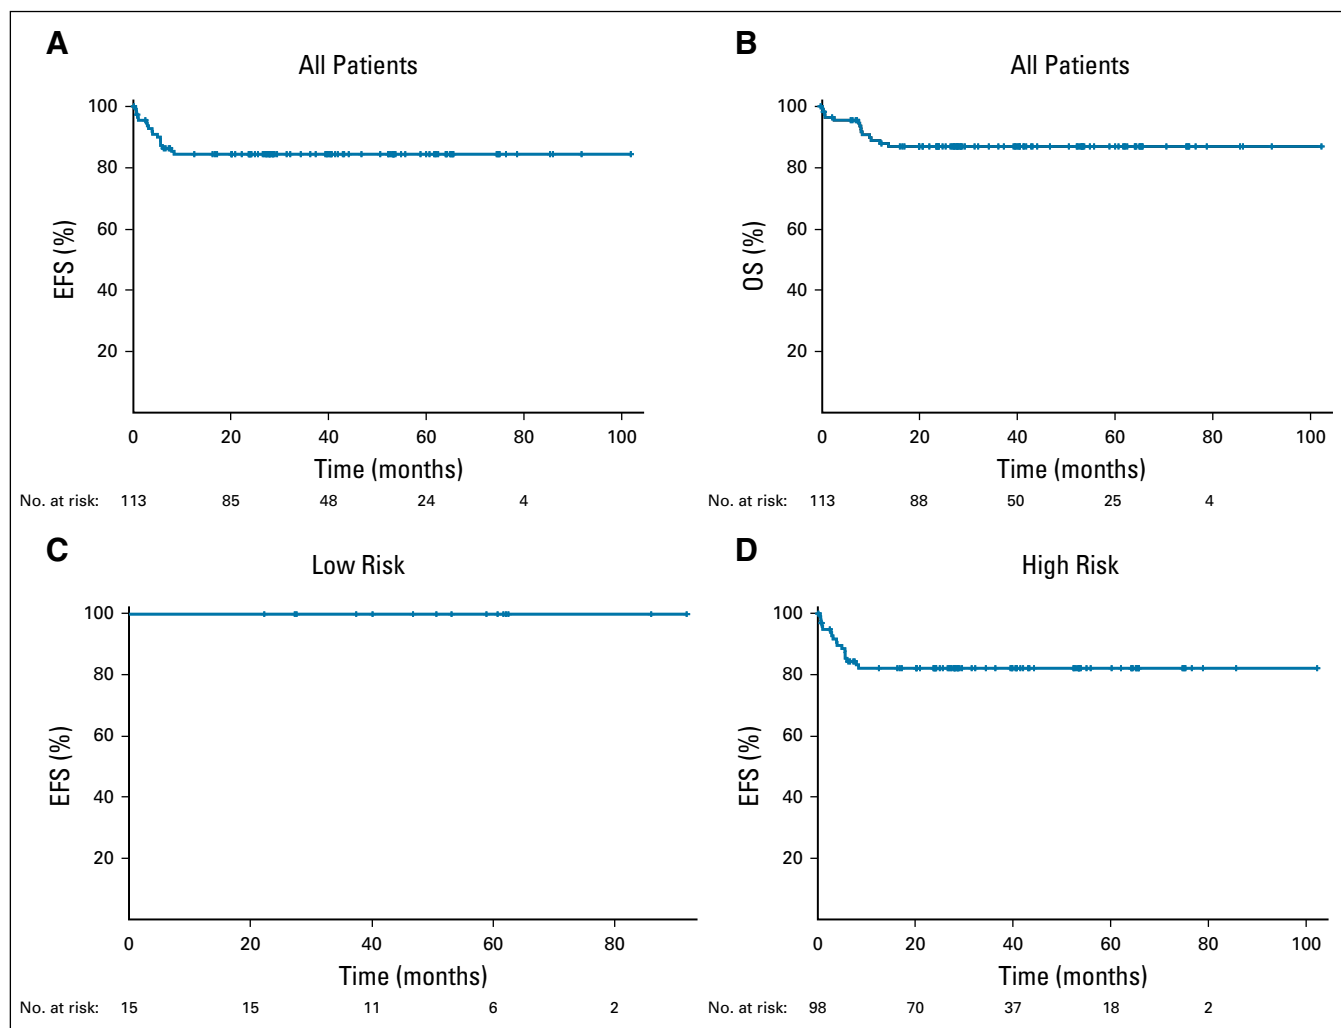 A
All Patients
100
80
60
40
20
EFS (%)
0 20 40 60 80 100
Time (months)
No. at risk: 113 85 48 24 4
B
All Patients
100
80
60
40
20
OS (%)
0 20 40 60 80 100
Time (months)
No. at risk: 113 88 50 25 4
C
Low Risk
100
80
60
40
20
EFS (%)
0 20 40 60 80
Time (months)
No. at risk: 15 15 11 6 2
D
High Risk
100
80
60
40
20
EFS (%)
0 20 40 60 80 100
Time (months)
No. at risk: 98 70 37 18 2